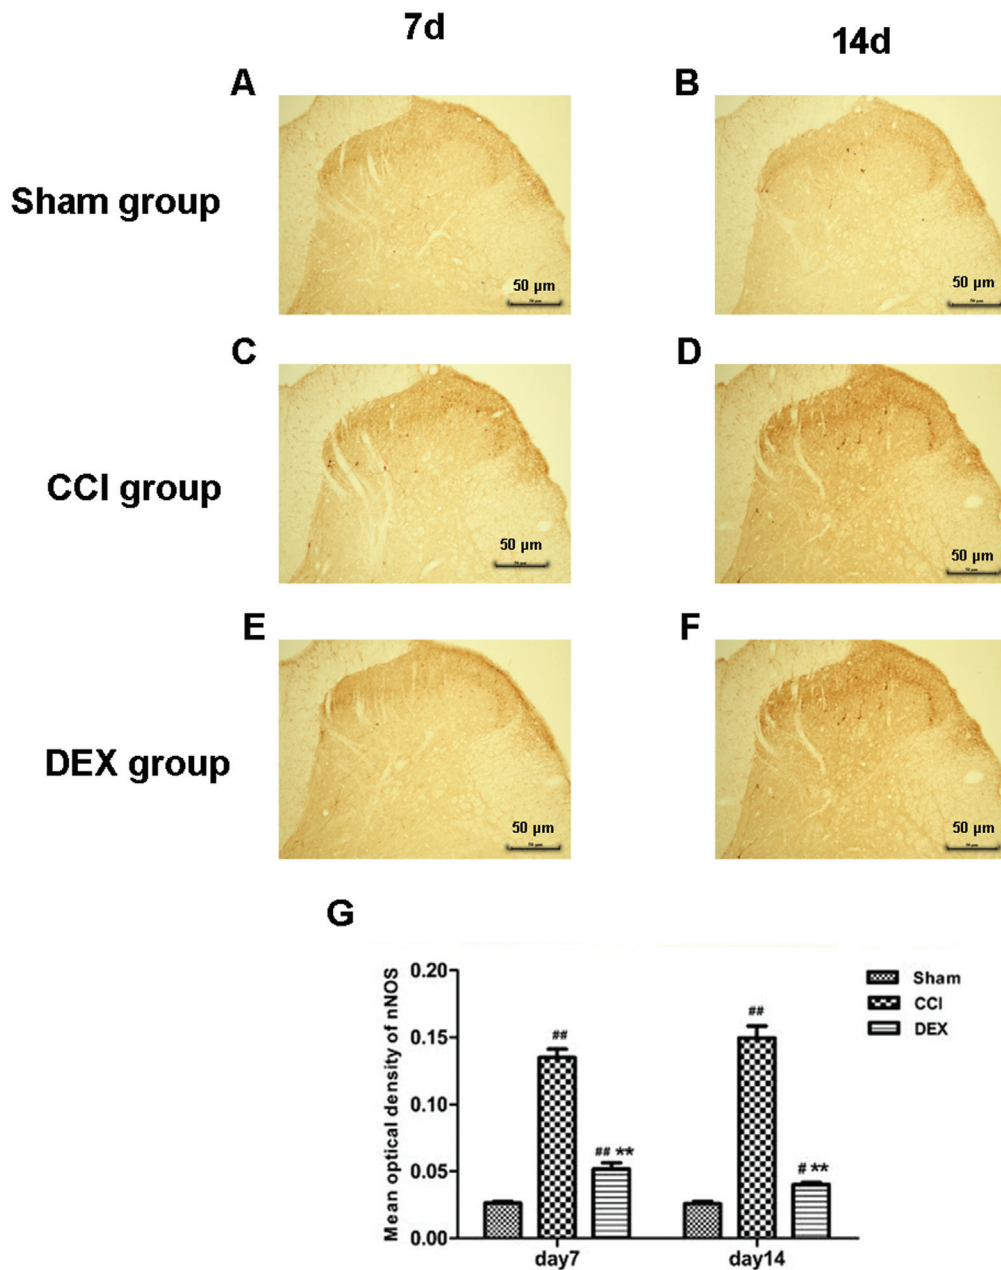 7d
14d
A
B
Sham group
50 µm
50 µm
C
D
CCI group
50 µm
50 µm
E
F
DEX group
50 µm
50 µm
G
Mean optical density of nNOS
0.20
0.15
0.10
0.05
0.00
##
## **
##
# **
day7
day14
Sham
CCI
DEX